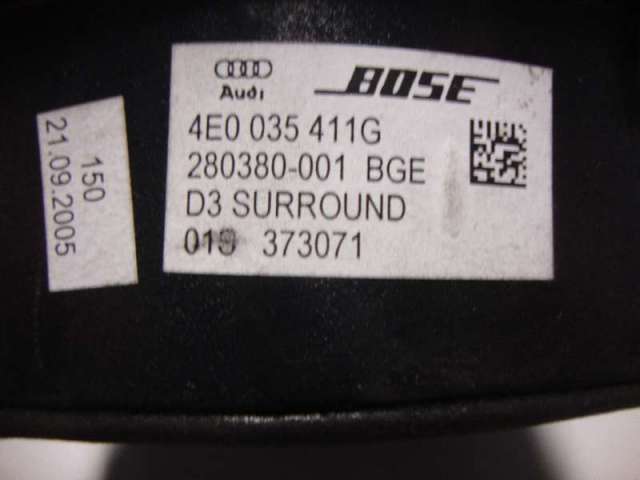 Audi BOSE
4E0 035 411G
280380-001 BGE
D3 SURROUND
373071
150
21.09.2005